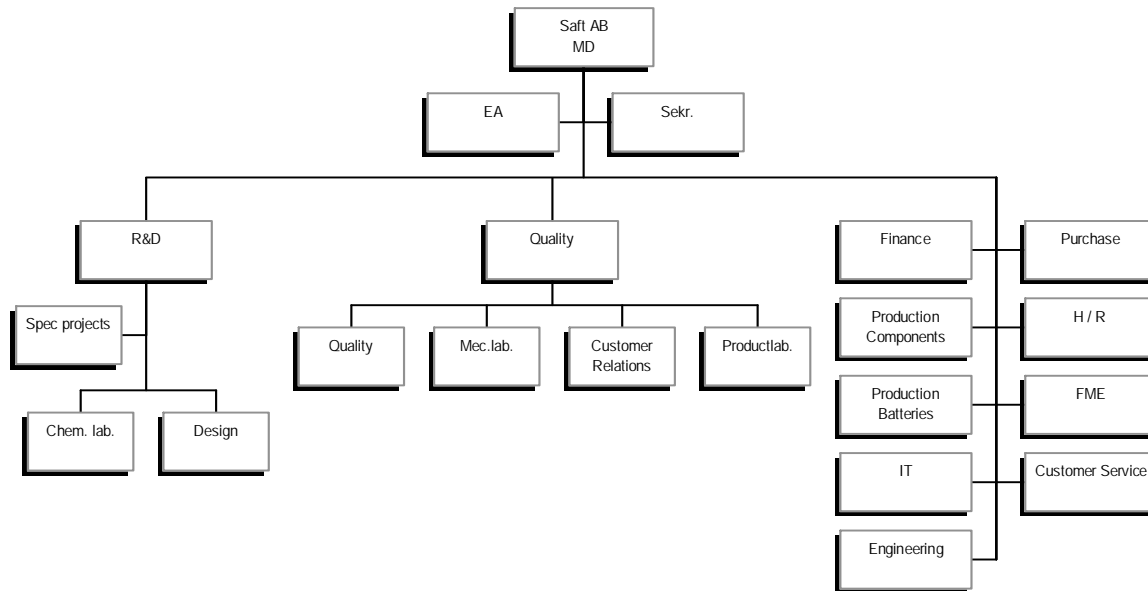 Saft AB
MD
EA
Sekr.
R&D
Quality
Finance
Purchase
Spec projects
Quality
Mec.lab.
Customer
Relations
Productlab.
Production
Components
H / R
Chem. lab.
Design
Production
Batteries
FME
IT
Customer Service
Engineering